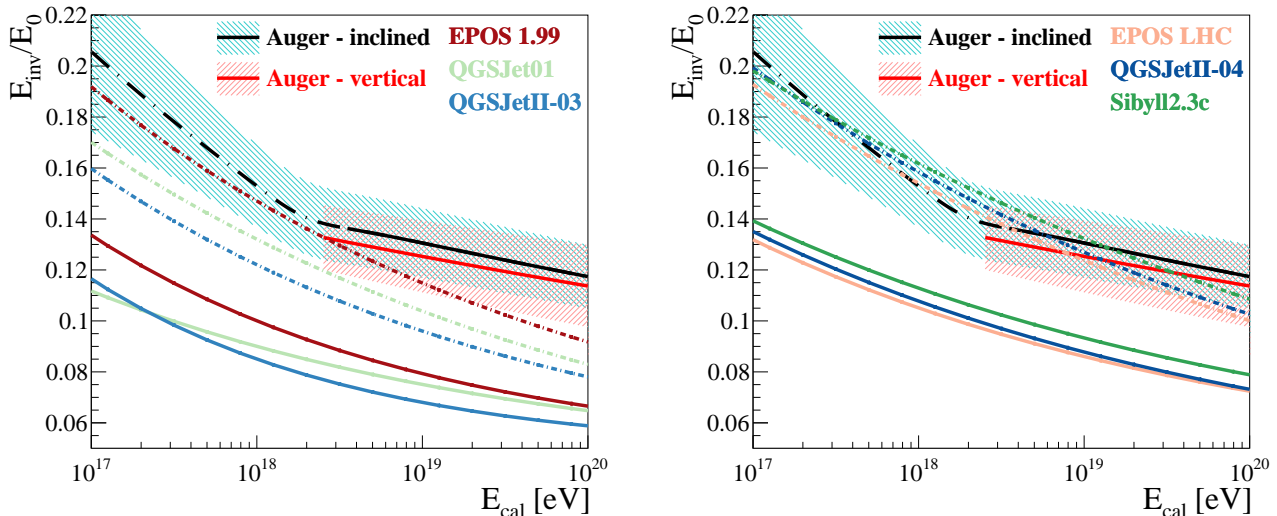 E_inv/E_0
0.22
0.2
0.18
0.16
0.14
0.12
0.1
0.08
0.06
Auger - inclined
Auger - vertical
EPOS 1.99
QGSJet01
QGSJetII-03
10^17
10^18
10^19
10^20
E_cal [eV]
E_inv/E_0
0.22
0.2
0.18
0.16
0.14
0.12
0.1
0.08
0.06
Auger - inclined
Auger - vertical
EPOS LHC
QGSJetII-04
Sibyll2.3c
10^17
10^18
10^19
10^20
E_cal [eV]